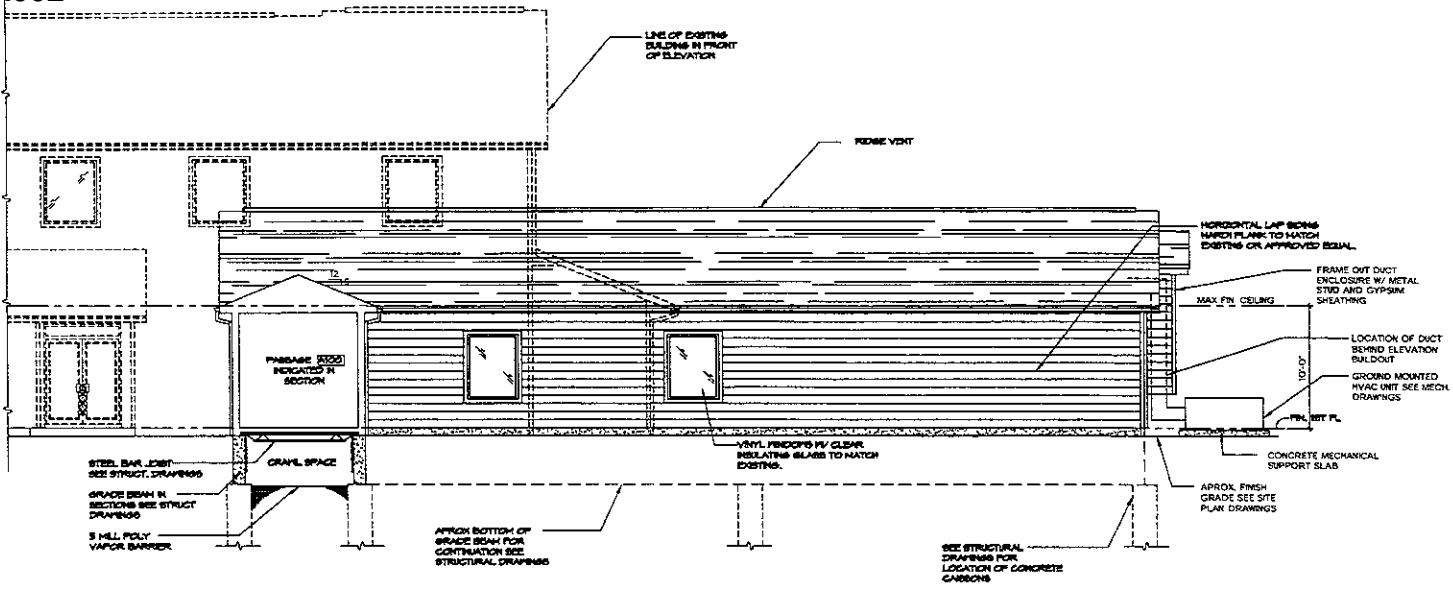 LINE OF EXISTING
BUILDING IN FRONT
OF ELEVATION
RIDGE VENT
HORIZONTAL LAP SIDING
HARDI PLANK TO MATCH
EXISTING OR APPROVED EQUAL.
FRAME OUT DUCT
ENCLOSURE W/ METAL
STUD AND GYPSUM
SHEATHING
12
MAX FIN. CEILING
LOCATION OF DUCT
BEHIND ELEVATION
BUILDOUT
PASSAGE A100
INDICATED IN
SECTION
10'-0"
GROUND MOUNTED
HVAC UNIT SEE MECH.
DRAWINGS
FIN. 1ST FL.
STEEL BAR JOIST
SEE STRUCT. DRAWINGS
CRAWL SPACE
VINYL WINDOWS W/ CLEAR
INSULATING GLASS TO MATCH
EXISTING.
CONCRETE MECHANICAL
SUPPORT SLAB
GRADE BEAM IN
SECTIONS SEE STRUCT
DRAWINGS
APROX. FINISH
GRADE SEE SITE
PLAN DRAWINGS
5 MILL POLY
VAPOR BARRIER
APROX BOTTOM OF
GRADE BEAM FOR
CONTINUATION SEE
STRUCTURAL DRAWINGS
SEE STRUCTURAL
DRAWINGS FOR
LOCATION OF CONCRETE
CAISSONS